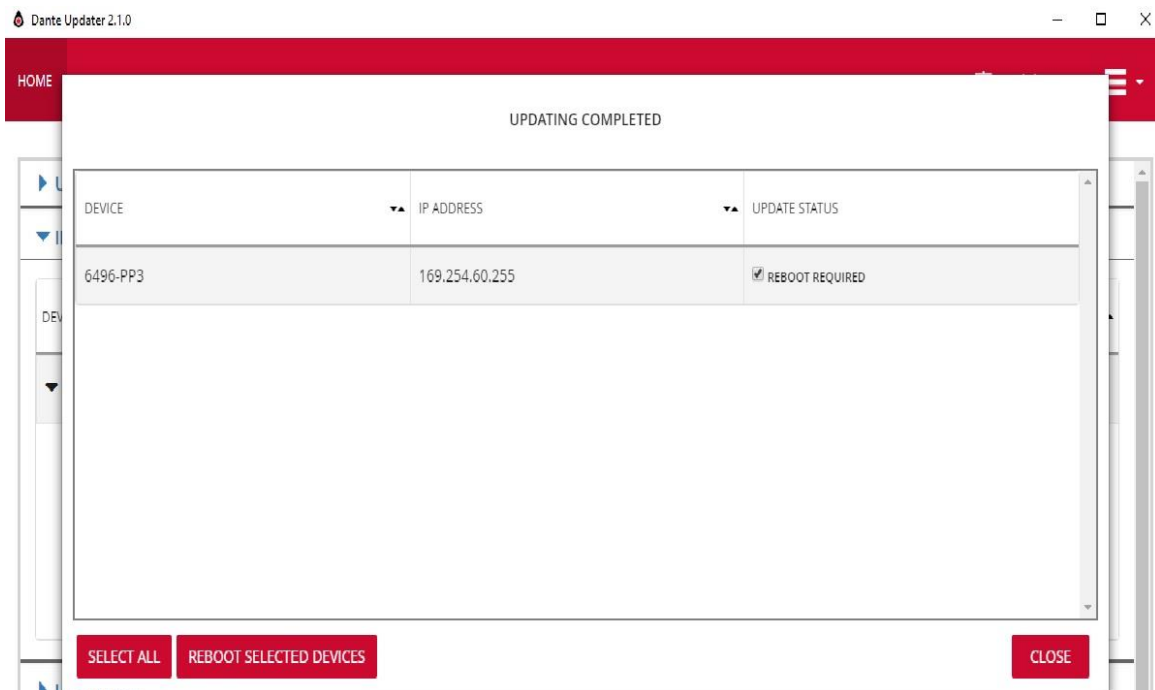 Dante Updater 2.1.0
HOME
UPDATING COMPLETED
DEVICE IP ADDRESS UPDATE STATUS
6496-PP3 169.254.60.255 REBOOT REQUIRED
DEV
SELECT ALL REBOOT SELECTED DEVICES CLOSE